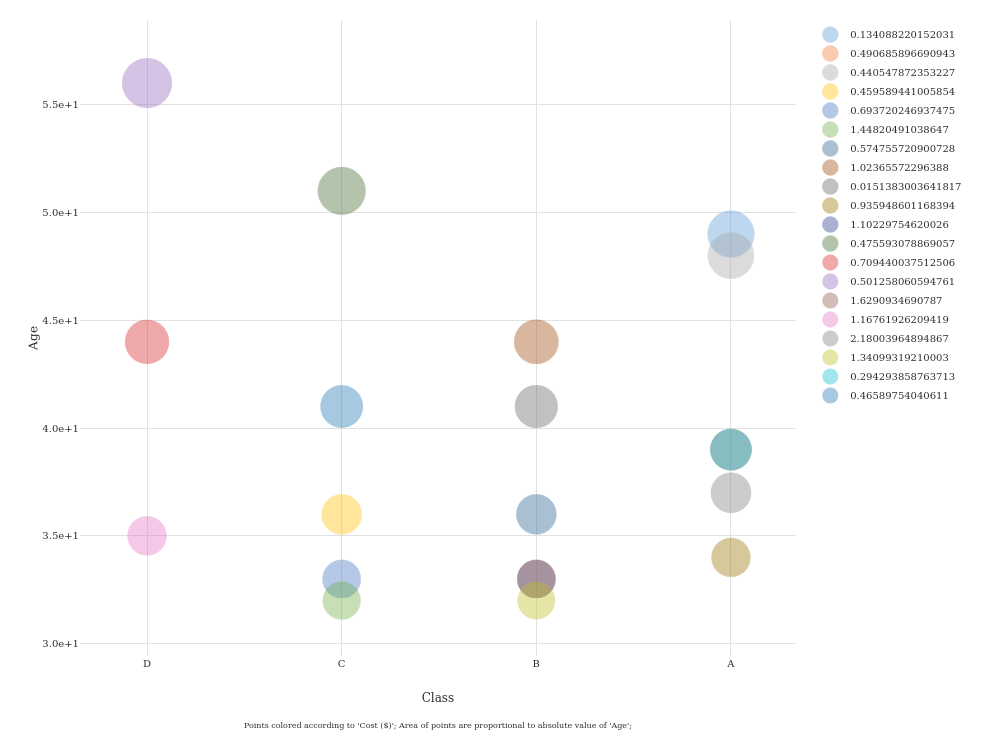 0.134088220152031
0.490685896690943
0.440547872353227
0.459589441005854
0.693720246937475
1.44820491038647
0.574755720900728
1.02365572296388
0.0151383003641817
0.935948601168394
1.10229754620026
0.475593078869057
0.709440037512506
0.501258060594761
1.6290934690787
1.16761926209419
2.18003964894867
1.34099319210003
0.294293858763713
0.46589754040611
5.5e+1
5.0e+1
4.5e+1
4.0e+1
3.5e+1
3.0e+1
Age
D C B A
Class
Points colored according to 'Cost ($)'; Area of points are proportional to absolute value of 'Age';